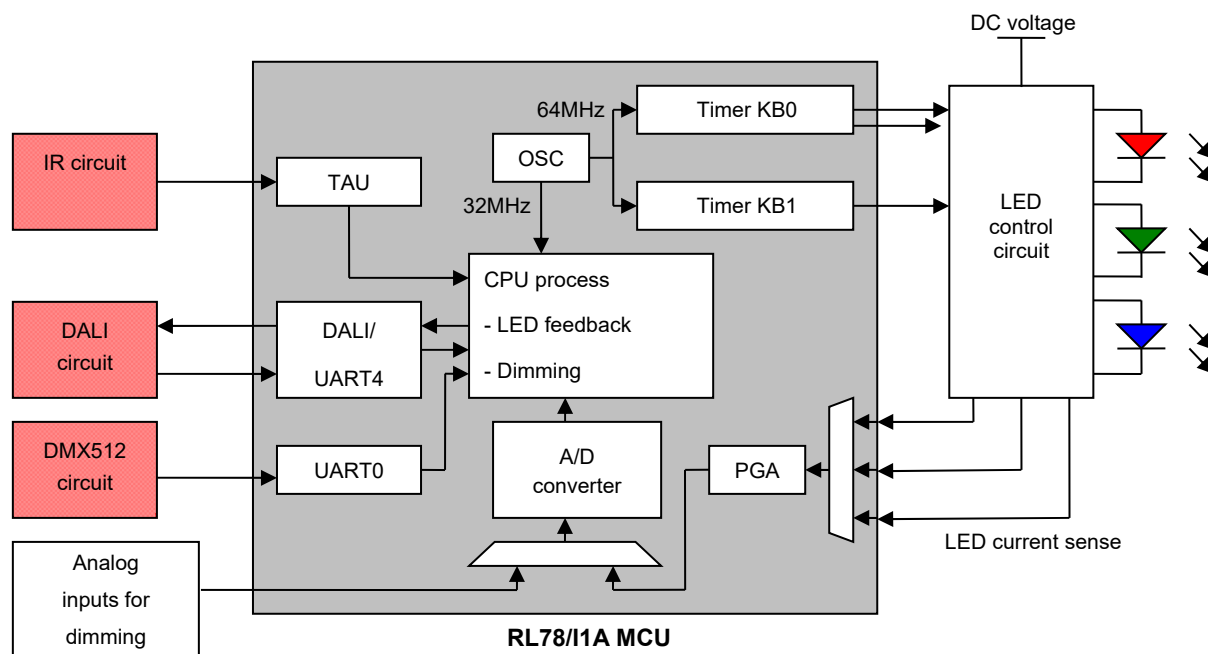 DC voltage
64MHz
Timer KB0
IR circuit
OSC
TAU
32MHz
Timer KB1
LED
control
circuit
CPU process
- LED feedback
- Dimming
DALI
circuit
DALI/
UART4
DMX512
circuit
UART0
A/D
converter
PGA
LED current sense
Analog
inputs for
dimming
RL78/I1A MCU